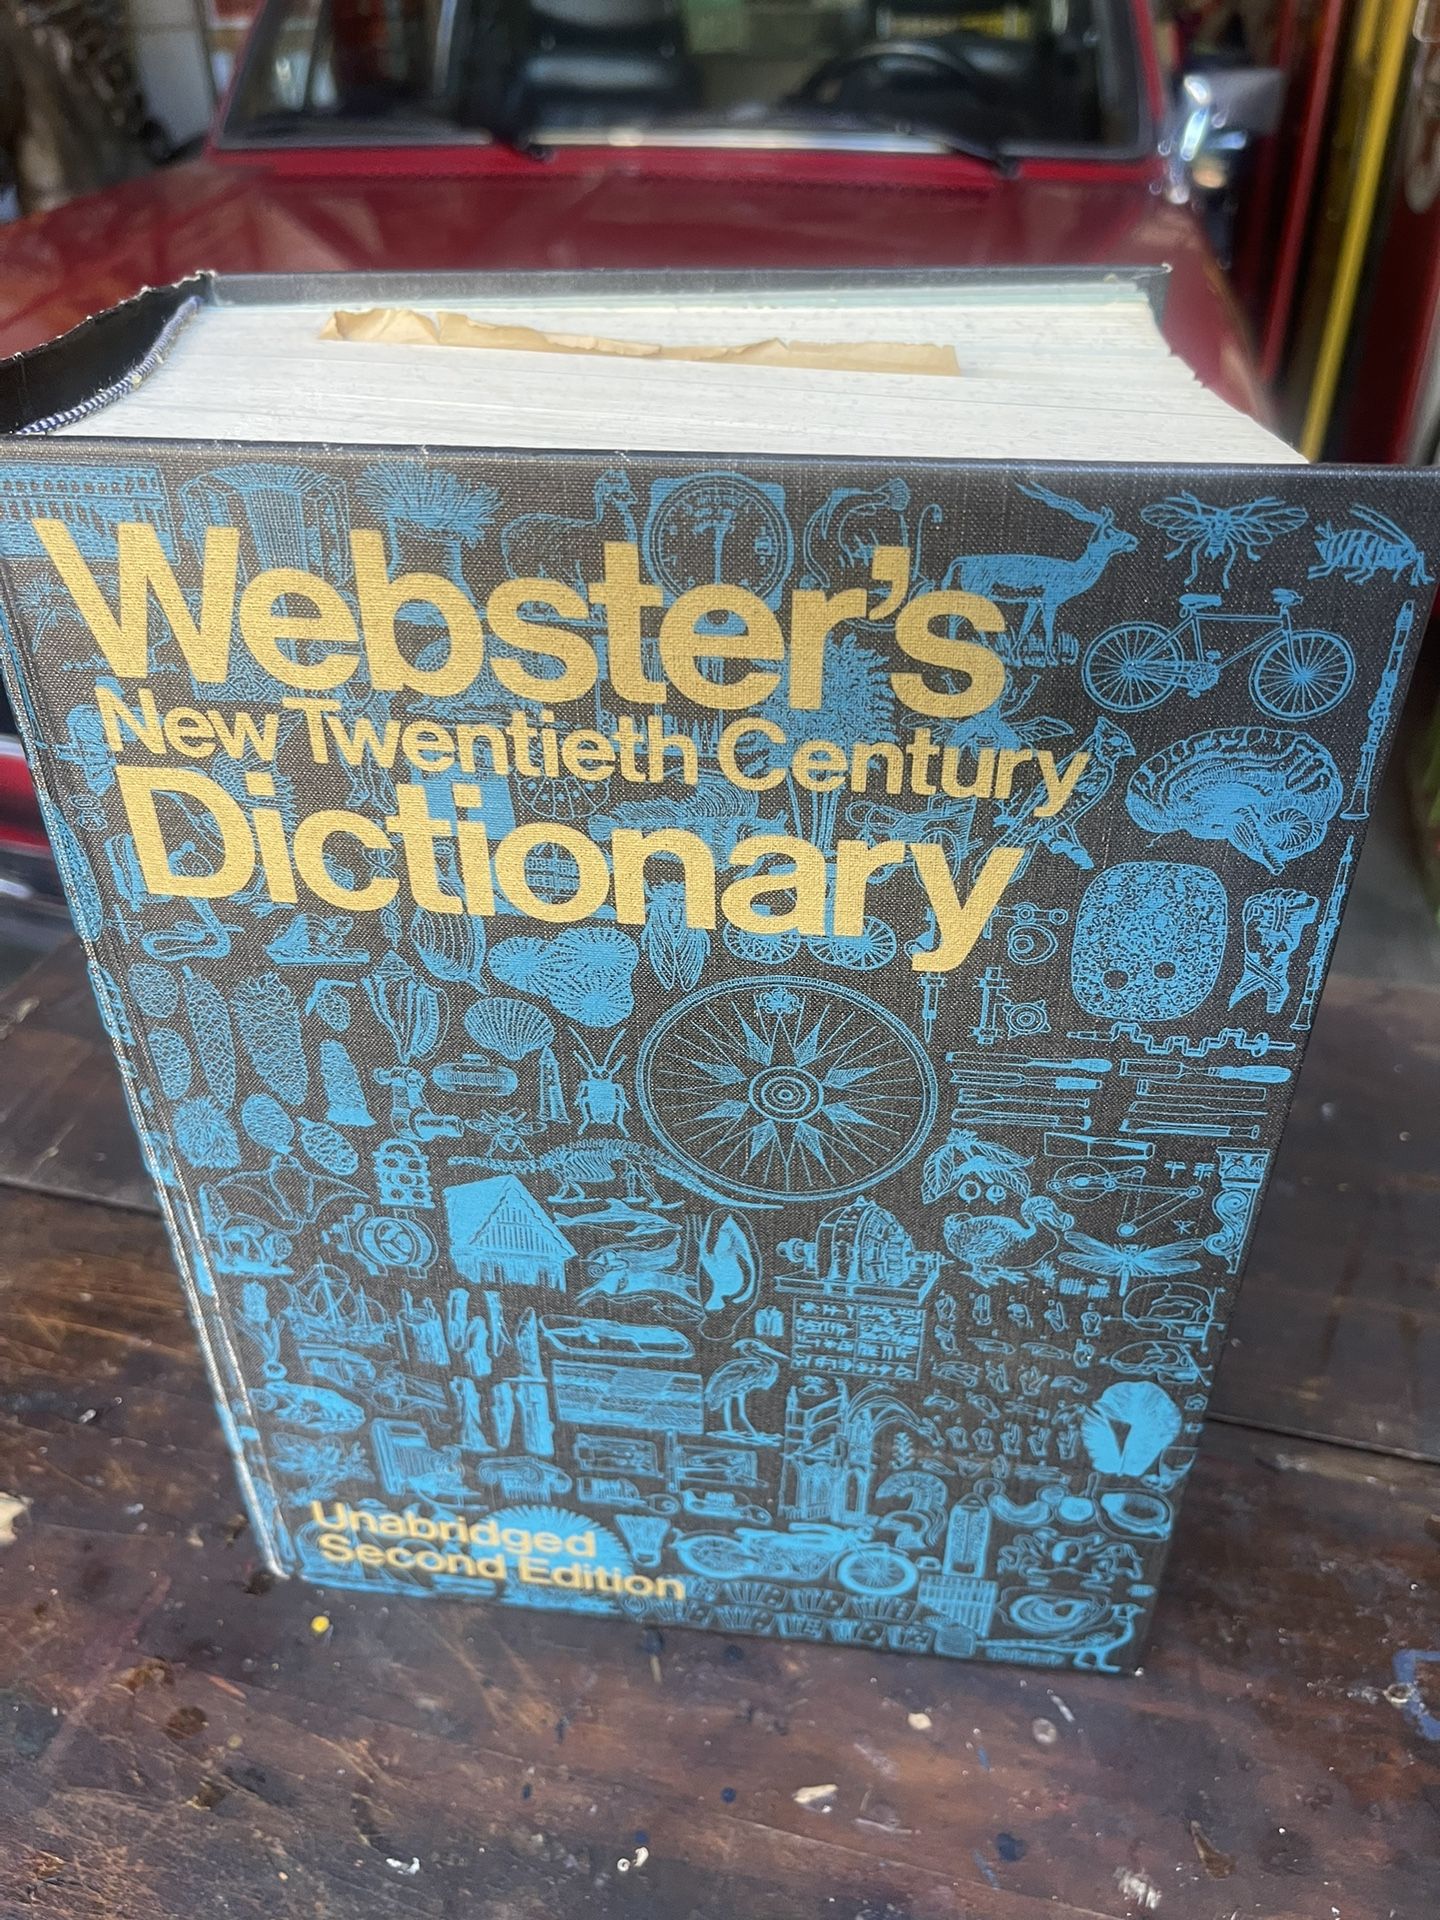 Webster's
New Twentieth Century
Dictionary
Unabridged
Second Edition